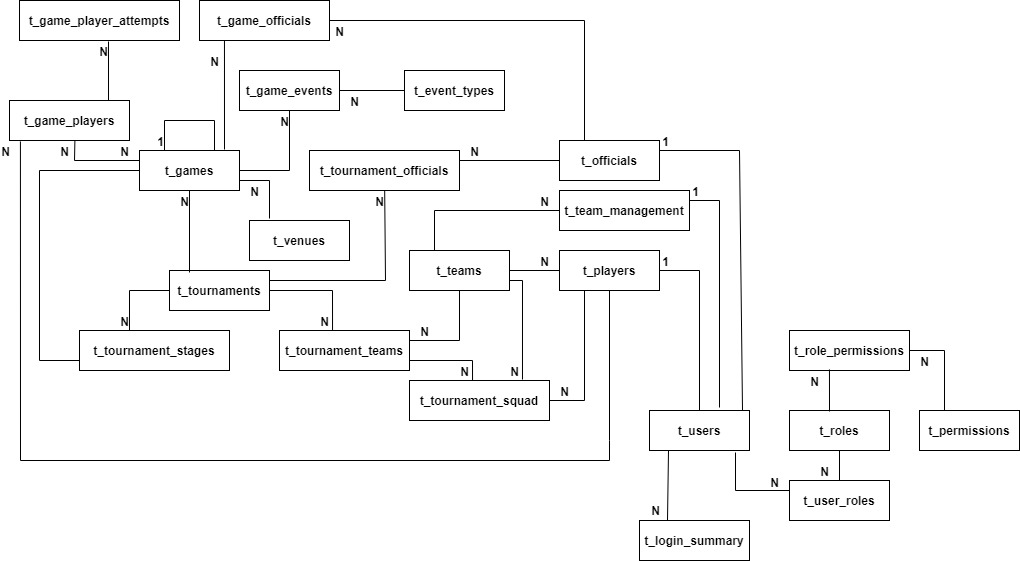 t_game_player_attempts
t_game_officials
N
N
N
t_game_events
t_event_types
N
t_game_players
N
1
N
N
N
t_games
N
t_tournament_officials
t_officials
1
N
N
N
t_venues
N
t_team_management
1
t_teams
N
t_players
1
t_tournaments
N
t_tournament_stages
N
t_tournament_teams
N
N
N
t_tournament_squad
N
t_role_permissions
N
N
t_users
t_roles
t_permissions
N
N
t_user_roles
N
t_login_summary